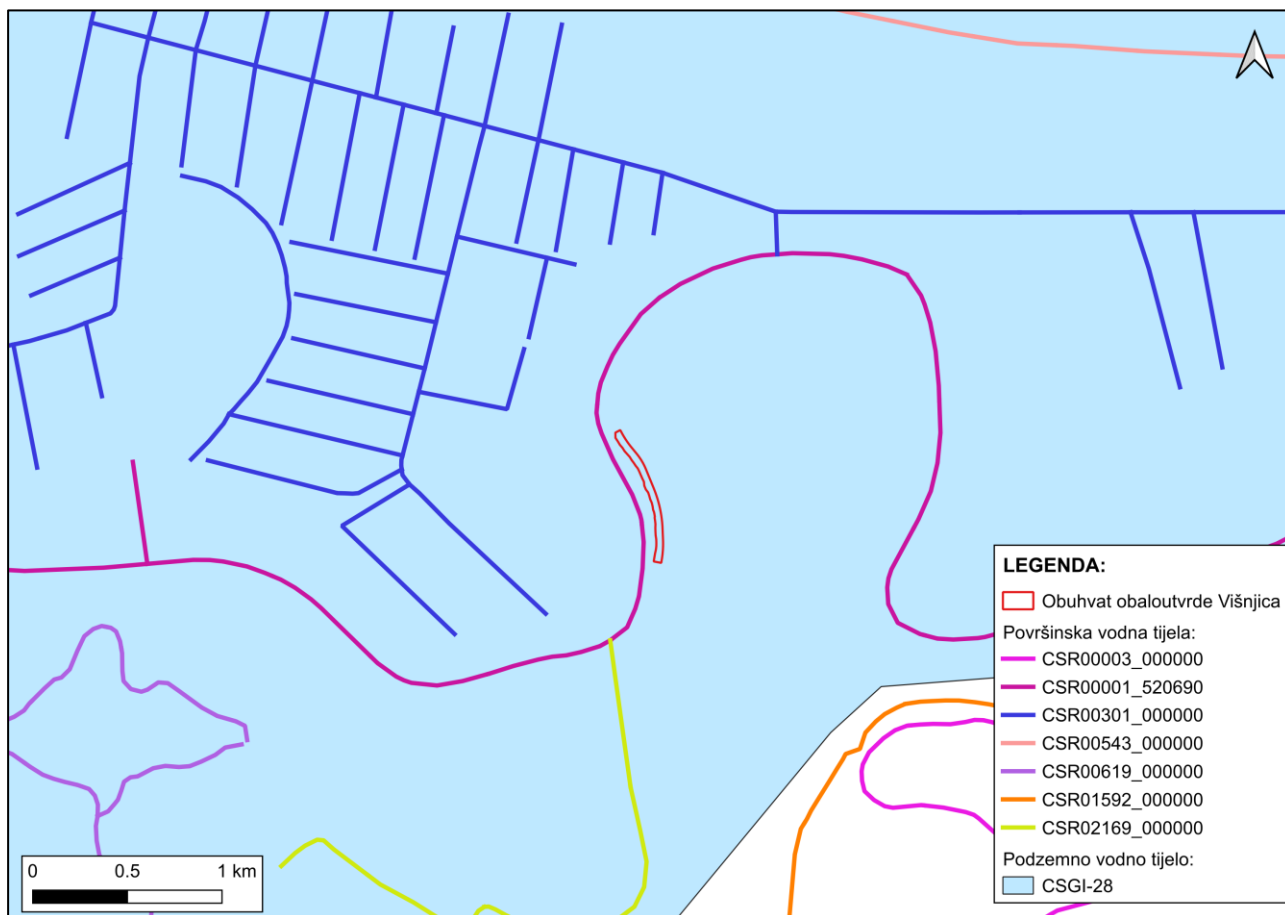 LEGENDA:
Obuhvat obaloutvrde Višnjica
Površinska vodna tijela:
CSR00003_000000
CSR00001_520690
CSR00301_000000
CSR00543_000000
CSR00619_000000
CSR01592_000000
CSR02169_000000
Podzemno vodno tijelo:
CSGI-28
0 0.5 1 km